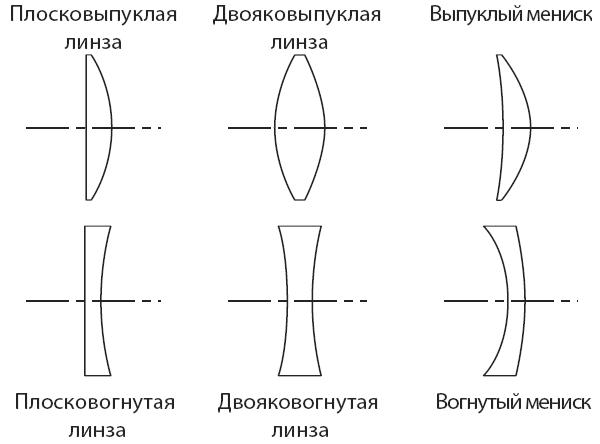 Плосковыпуклая
линза
Двояковыпуклая
линза
Выпуклый мениск
Плосковогнутая
линза
Двояковогнутая
линза
Вогнутый мениск